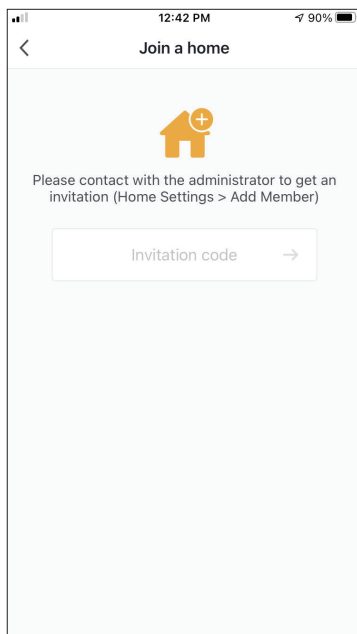 12:42 PM 90%
Join a home
Please contact with the administrator to get an
invitation (Home Settings > Add Member)
Invitation code